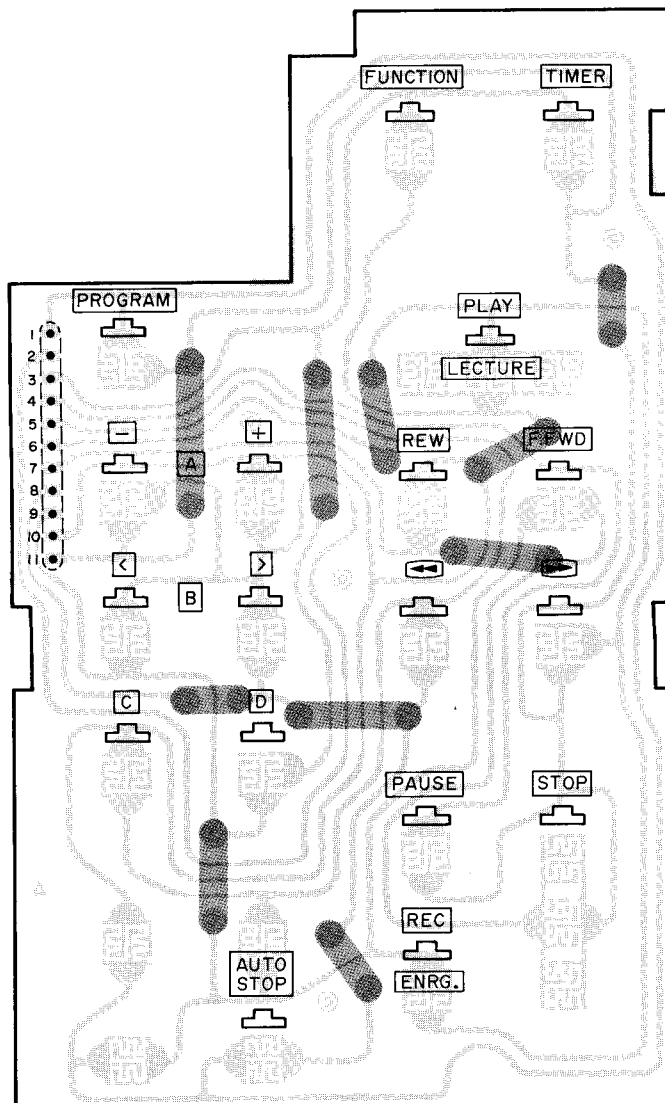 FUNCTION TIMER
PROGRAM
PLAY
LECTURE
1
2
3
4
5
6
7
8
9
10
11
- + REW F FWD
A
< > ◀◀ ▶▶
B
C D
PAUSE STOP
REC
ENRG.
AUTO
STOP